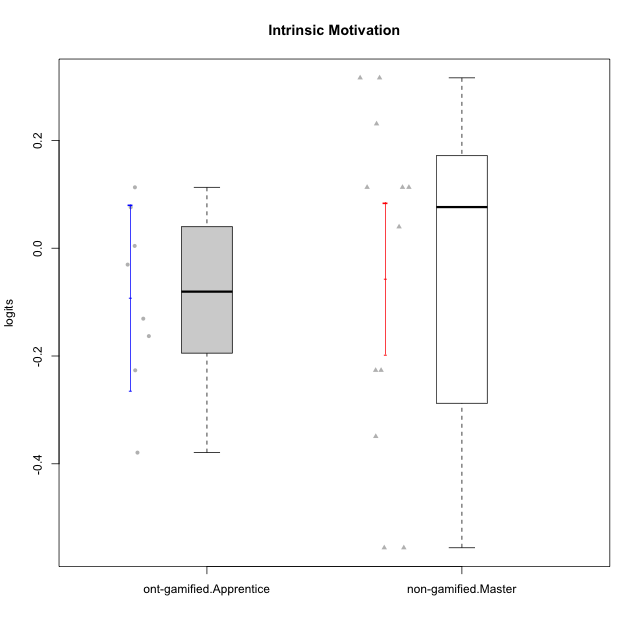 Intrinsic Motivation
logits
0.2
0.0
-0.2
-0.4
ont-gamified.Apprentice
non-gamified.Master